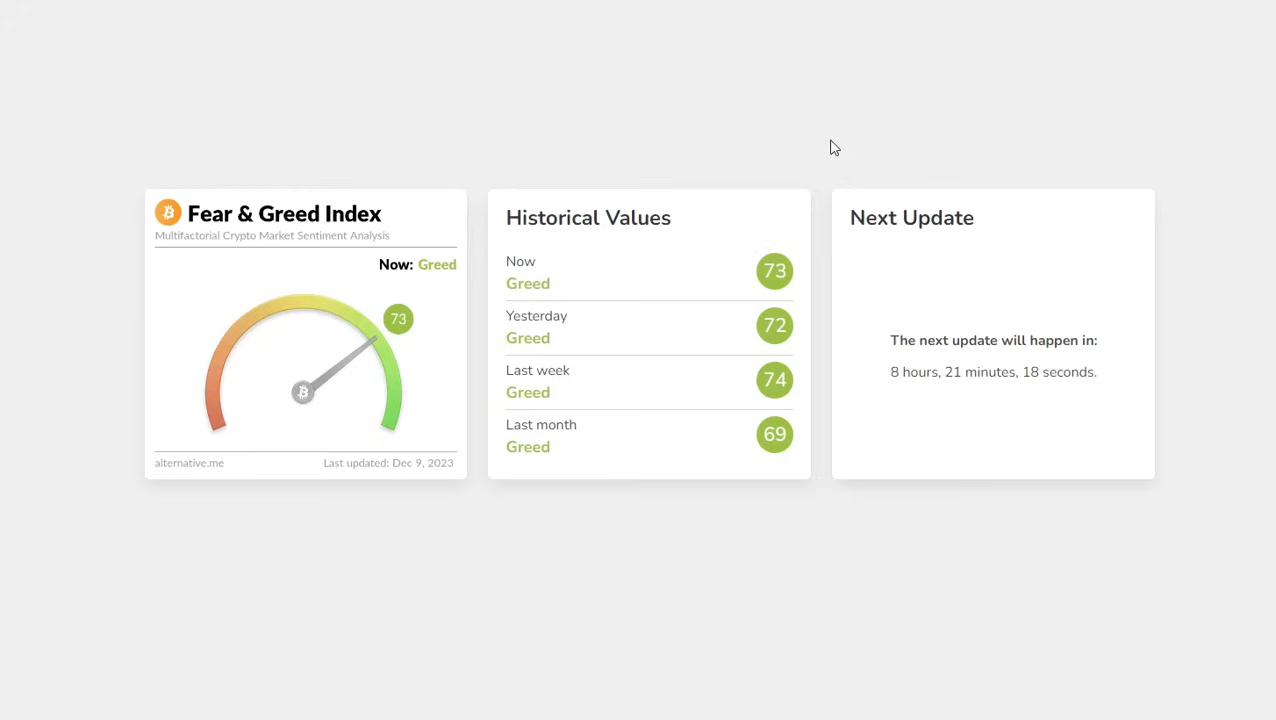 Fear & Greed Index
Multifactorial Crypto Market Sentiment Analysis
Now: Greed
73
alternative.me
Last updated: Dec 9, 2023
Historical Values
Now
Greed
73
Yesterday
Greed
72
Last week
Greed
74
Last month
Greed
69
Next Update
The next update will happen in:
8 hours, 21 minutes, 18 seconds.